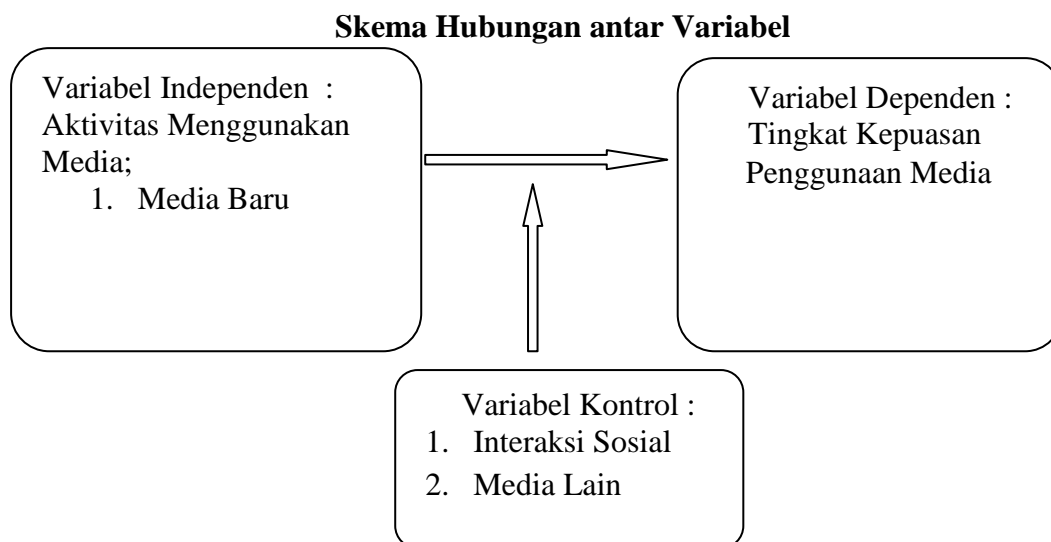 Skema Hubungan antar Variabel
Variabel Independen :
Aktivitas Menggunakan
Media;
1. Media Baru
Variabel Dependen :
Tingkat Kepuasan
Penggunaan Media
Variabel Kontrol :
1. Interaksi Sosial
2. Media Lain